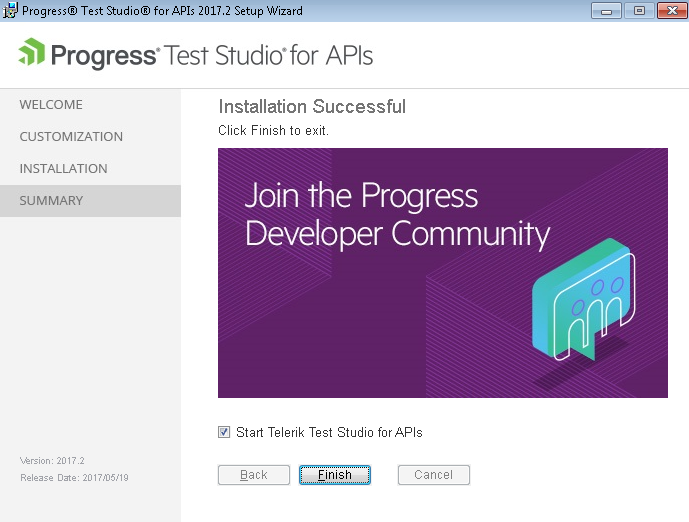 Progress® Test Studio® for APIs 2017.2 Setup Wizard
Progress® Test Studio® for APIs
WELCOME
CUSTOMIZATION
INSTALLATION
SUMMARY
Installation Successful
Click Finish to exit.
Join the Progress
Developer Community
Start Telerik Test Studio for APIs
Back Finish Cancel
Version: 2017.2
Release Date: 2017/05/19